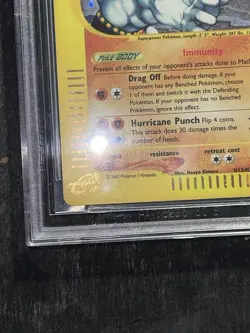 Superpower Pokémon. Length: 5' 3", Weight: 287 lbs.
Immunity
Poké-BODY
Prevent all effects of your opponent's attacks done to Mach
Drag Off Before doing damage, if your
opponent has any Benched Pokémon, choose
1 of them and switch it with the Defending
Pokémon. If your opponent has no Benched
Pokémon, ignore this effect.
Hurricane Punch Flip 4 coins.
This attack does 30 damage times the
number of heads.
resistance
retreat cost
©2002 Pokémon / Nintendo